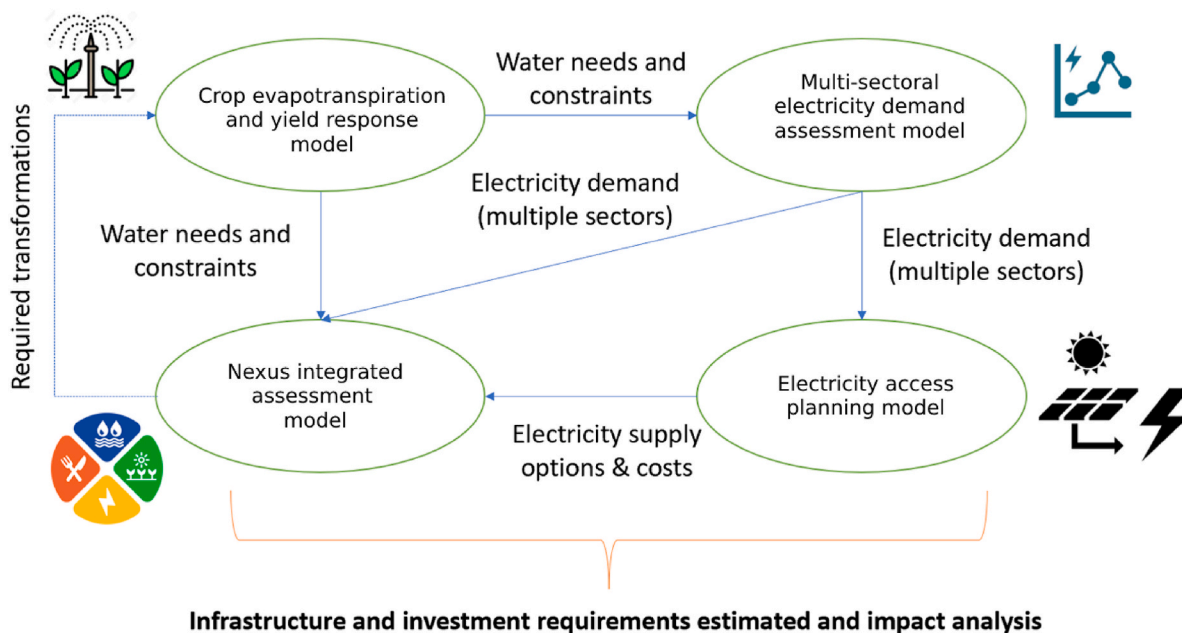 Crop evapotranspiration
and yield response
model
Water needs and
constraints
Multi-sectoral
electricity demand
assessment model
Required transformations
Water needs and
constraints
Electricity demand
(multiple sectors)
Electricity demand
(multiple sectors)
Nexus integrated
assessment
model
Electricity supply
options & costs
Electricity access
planning model
Infrastructure and investment requirements estimated and impact analysis